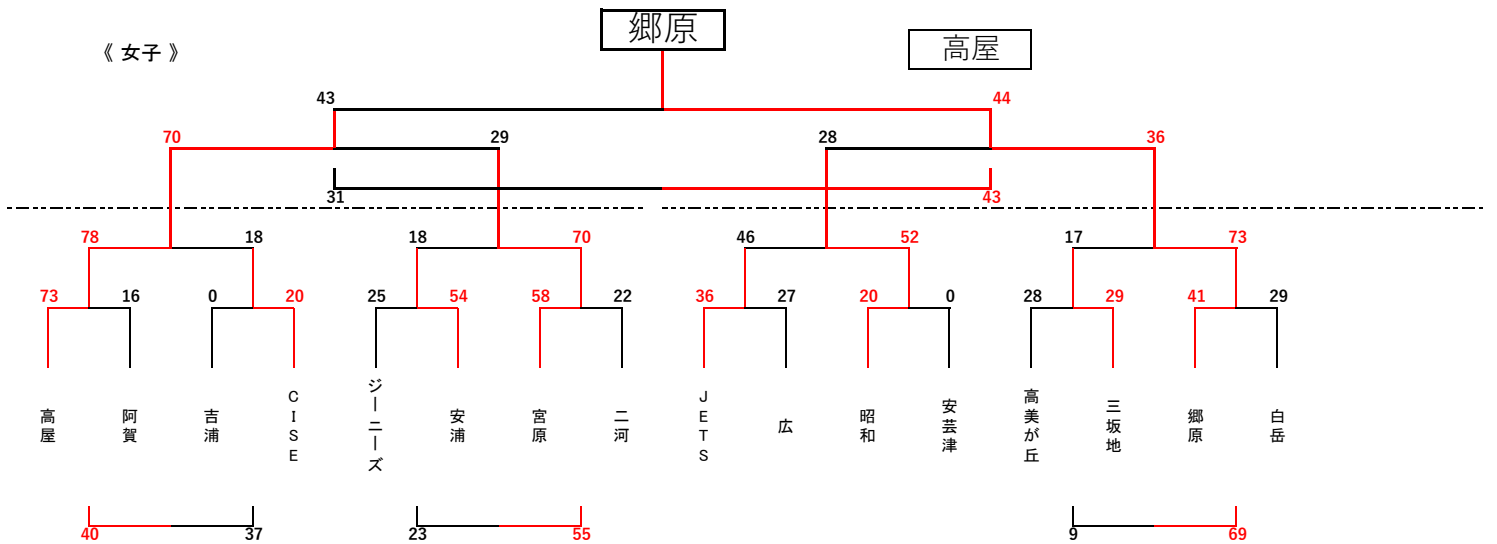 郷原
高屋
《 女子 》
43 44
70 29 28 36
31 43
78 18 18 70 46 52 17 73
73 16 0 20 25 54 58 22 36 27 20 0 28 29 41 29
高屋
阿賀
吉浦
CISE
ジーニーズ
安浦
宮原
二河
JETS
広
昭和
安芸津
高美が丘
三坂地
郷原
白岳
40 37 23 55 9 69